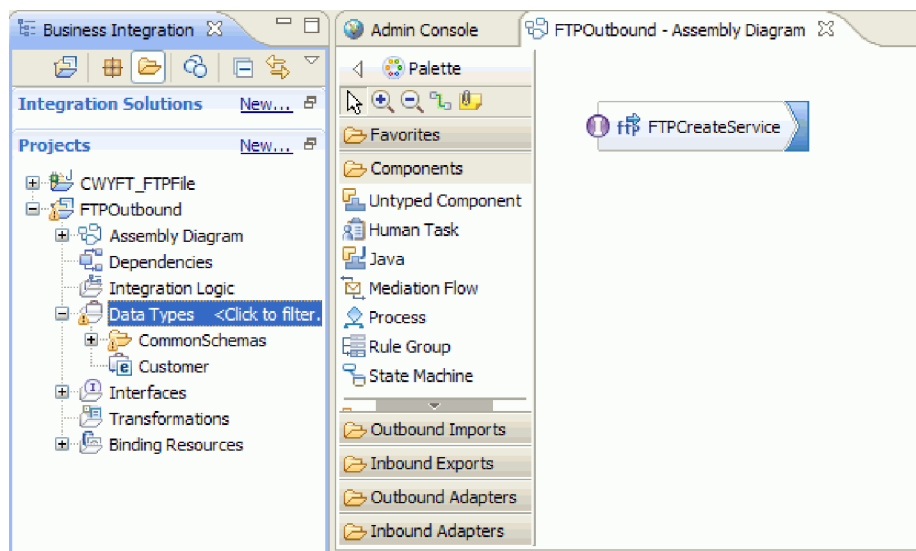 Business Integration
Integration Solutions New...
Projects New...
CWYFT_FTPFile
FTPOutbound
Assembly Diagram
Dependencies
Integration Logic
Data Types <Click to filter.
CommonSchemas
Customer
Interfaces
Transformations
Binding Resources
Admin Console
FTPOutbound - Assembly Diagram
Palette
Favorites
Components
Untyped Component
Human Task
Java
Mediation Flow
Process
Rule Group
State Machine
Outbound Imports
Inbound Exports
Outbound Adapters
Inbound Adapters
ftp FTPCreateService